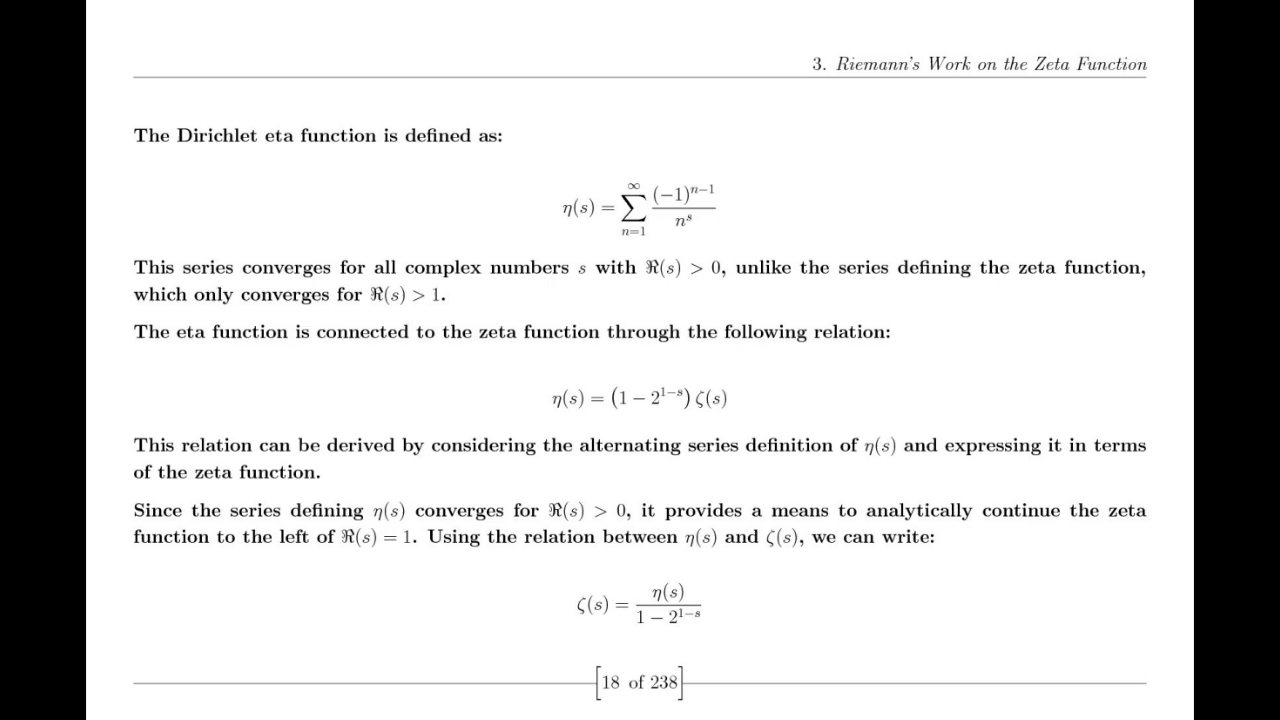 3. Riemann's Work on the Zeta Function
The Dirichlet eta function is defined as:
η(s) = ∑_{n=1}^{∞} (−1)^{n−1} / n^s
This series converges for all complex numbers s with ℜ(s) > 0, unlike the series defining the zeta function,
which only converges for ℜ(s) > 1.
The eta function is connected to the zeta function through the following relation:
η(s) = (1 − 2^{1−s}) ζ(s)
This relation can be derived by considering the alternating series definition of η(s) and expressing it in terms
of the zeta function.
Since the series defining η(s) converges for ℜ(s) > 0, it provides a means to analytically continue the zeta
function to the left of ℜ(s) = 1. Using the relation between η(s) and ζ(s), we can write:
ζ(s) = η(s) / (1 − 2^{1−s})
[18 of 238]